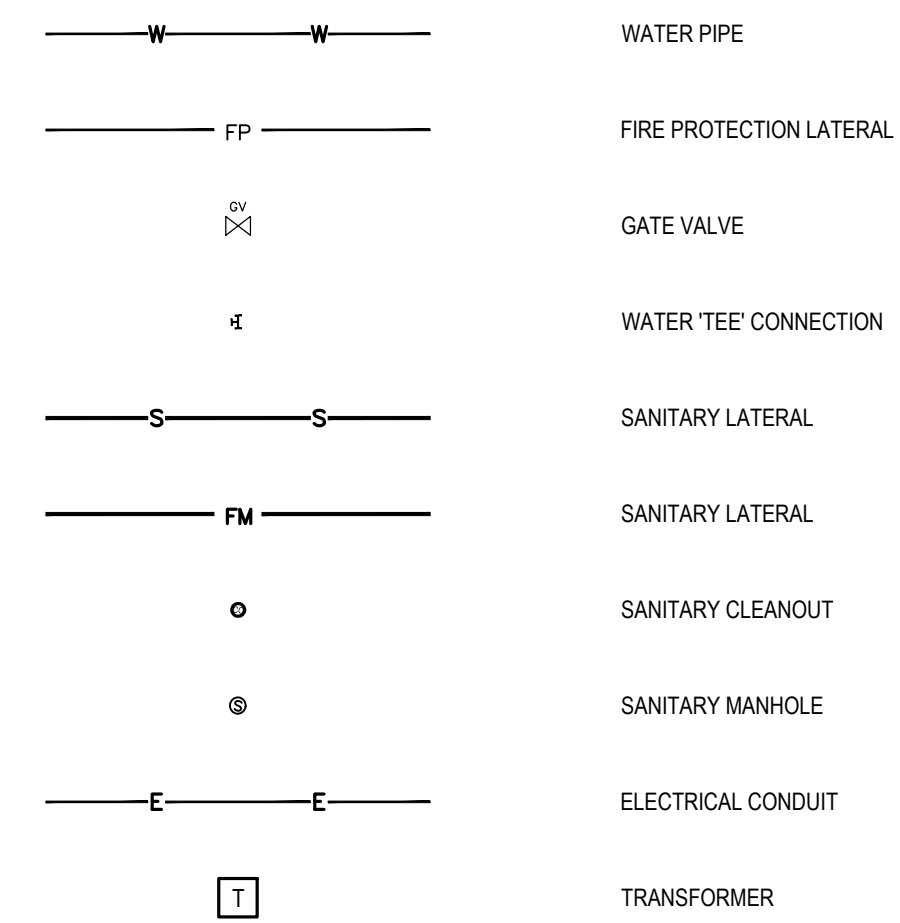 W W WATER PIPE
FP FIRE PROTECTION LATERAL
GV
GATE VALVE
WATER 'TEE' CONNECTION
S S SANITARY LATERAL
FM SANITARY LATERAL
SANITARY CLEANOUT
S SANITARY MANHOLE
E E ELECTRICAL CONDUIT
T TRANSFORMER